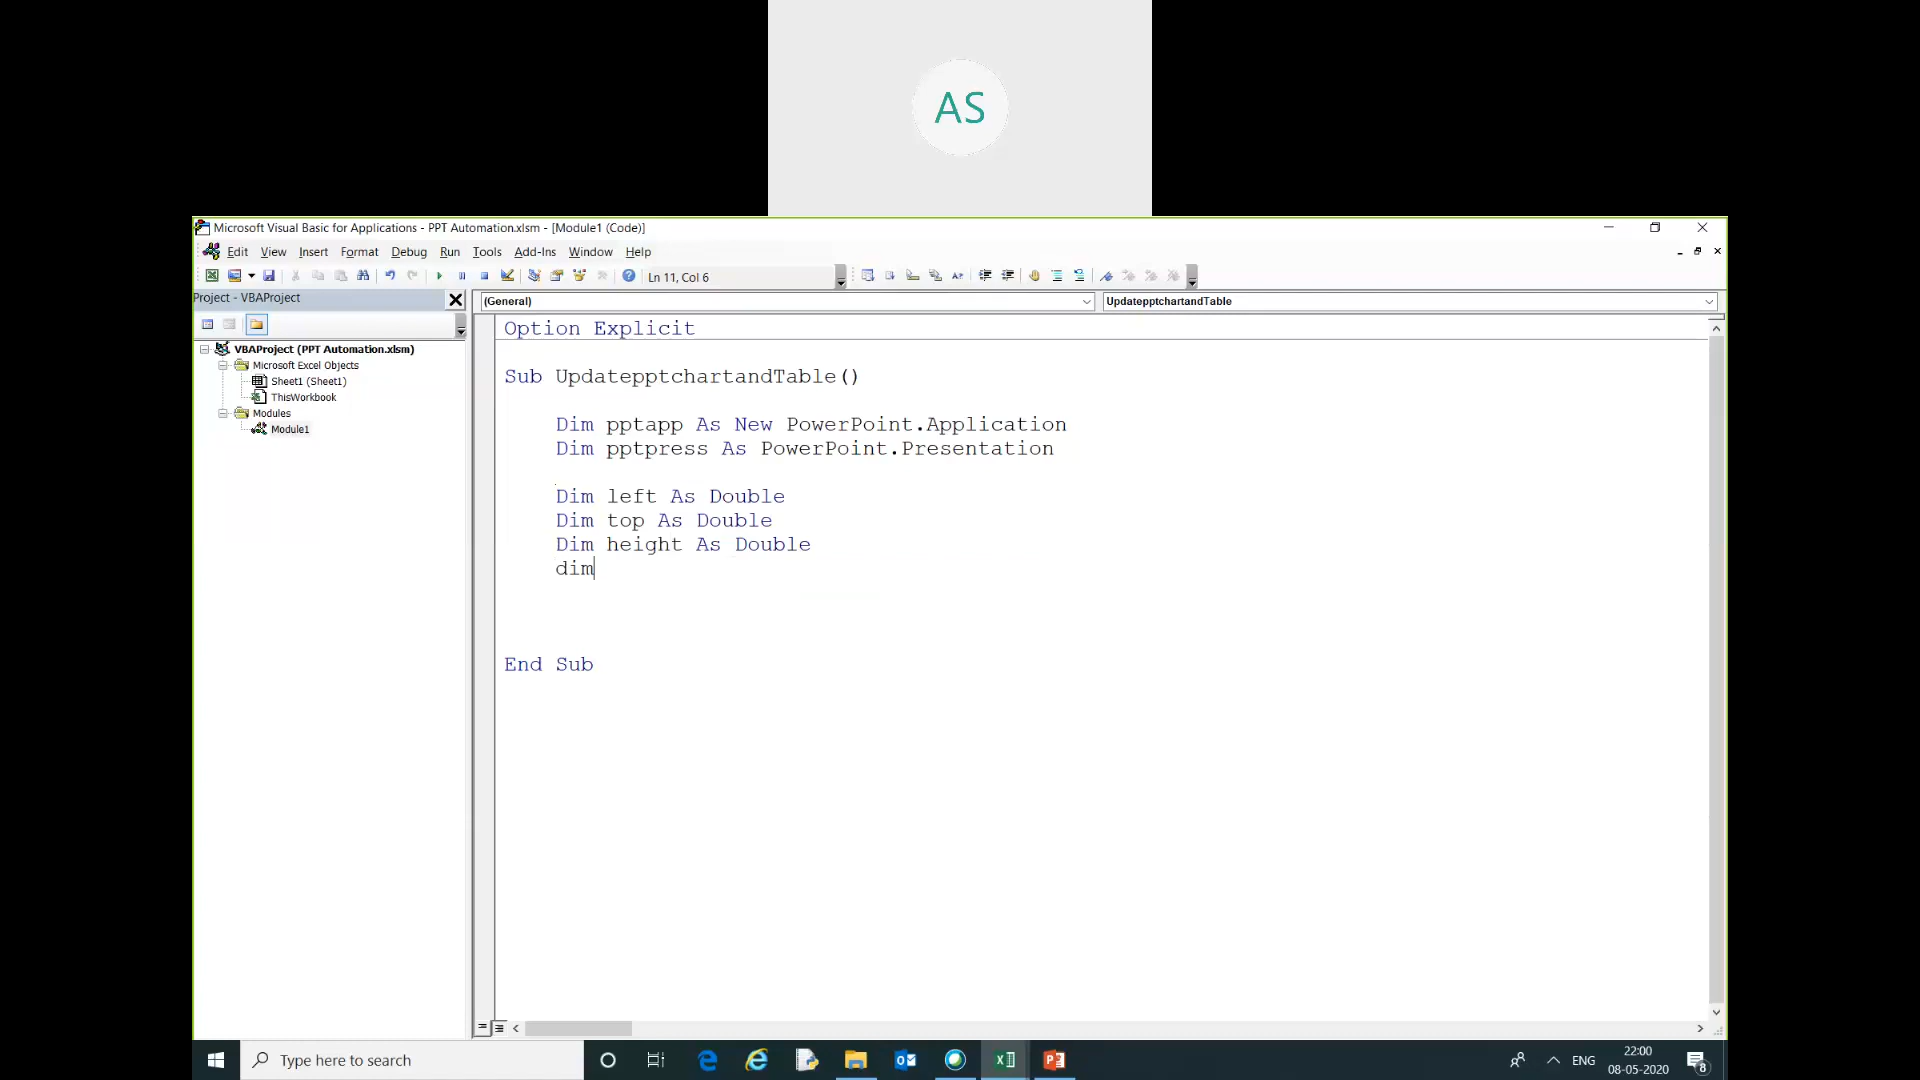 AS
Microsoft Visual Basic for Applications - PPT Automation.xlsm - [Module1 (Code)]
Edit View Insert Format Debug Run Tools Add-Ins Window Help
Ln 11, Col 6
Project - VBAProject
(General)
UpdatepptchartandTable
VBAProject (PPT Automation.xlsm)
Microsoft Excel Objects
Sheet1 (Sheet1)
ThisWorkbook
Modules
Module1
Option Explicit
Sub UpdatepptchartandTable()
Dim pptapp As New PowerPoint.Application
Dim pptpress As PowerPoint.Presentation
Dim left As Double
Dim top As Double
Dim height As Double
dim
End Sub
Type here to search
ENG
22:00
08-05-2020
8